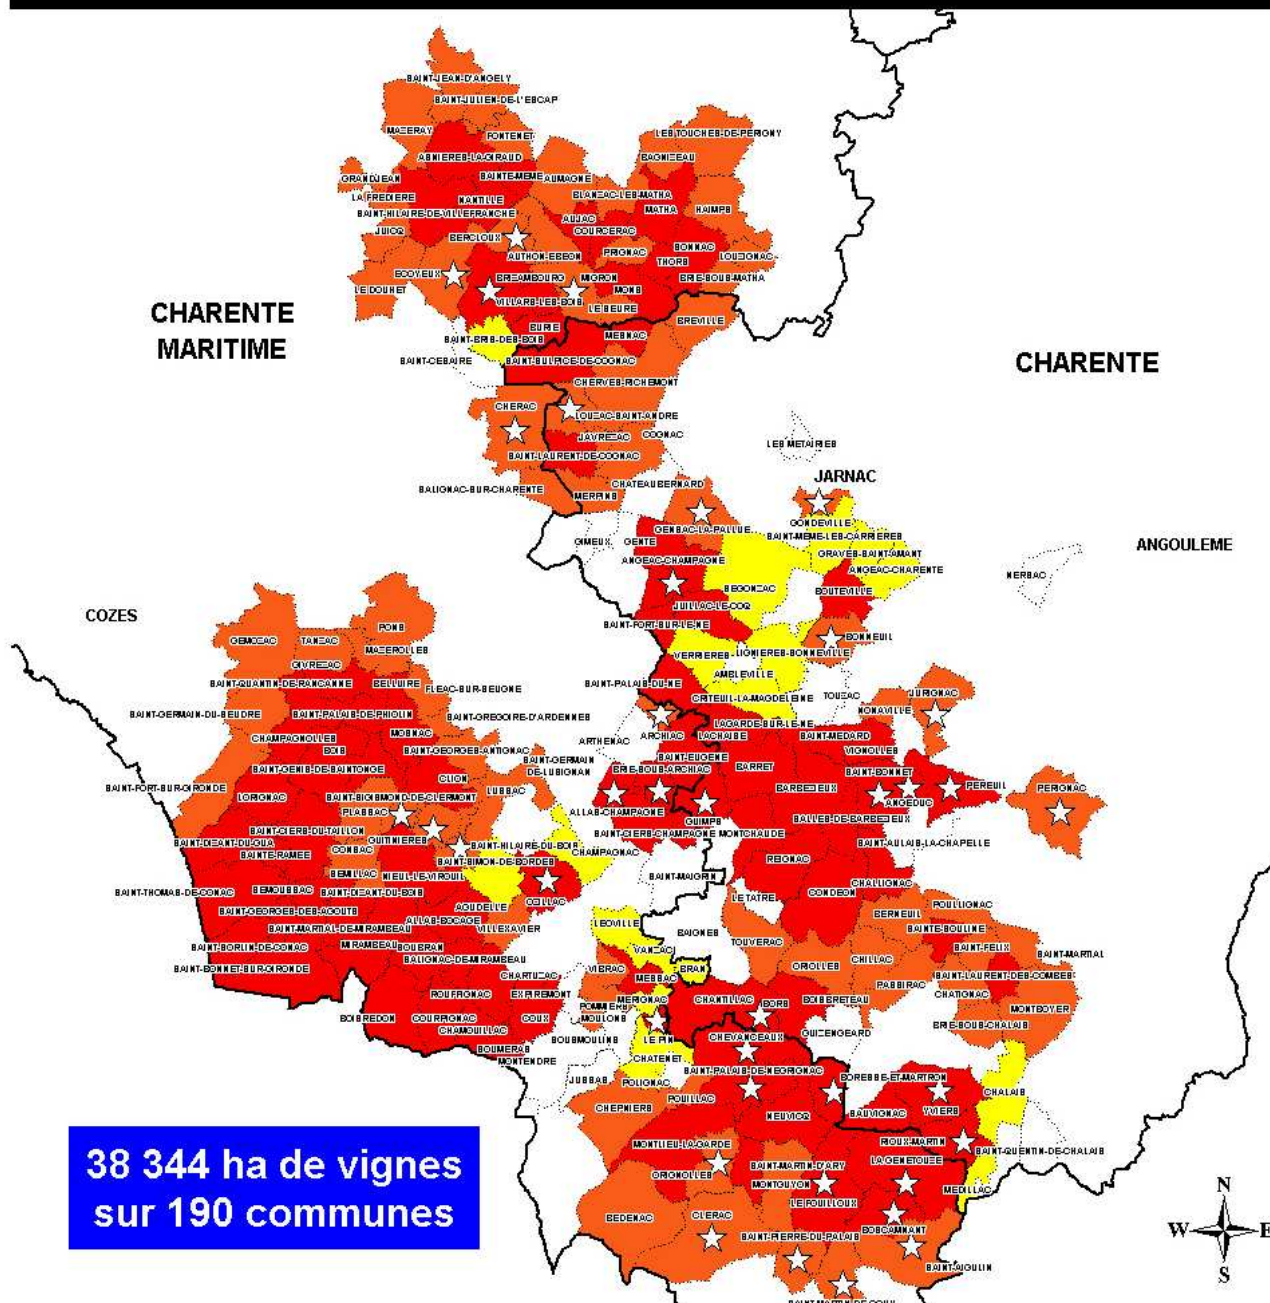 SAINT-JEAN-D'ANGELY
SAINT-JULIEN-DE-L'ESCAP
MAZERAY
FONTENET
LES TOUCHES-DE-PERIGNY
ASNIERES-LA-GIRAUD
BAGNIZEAU
GRANDJEAN
SAINTE-MEME
AUMAGNE
LA FREDIERE
NANTILLE
BLANZAC-LES-MATHA
SAINT-HILAIRE-DE-VILLEFRANCHE
AUJAC
MATHA
HAIMPS
JUICQ
BERCLOUX
COURCERAC
SONNAC
AUTHON-EBEON
PRIGNAC
THORS
LOUZIGNAC
ECOYEUX
BRIZAMBOURG
MIGRON
BRIE-SOUS-MATHA
LE DOUHET
VILLARS-LES-BOIS
MONS
LE SEURE
CHARENTE
MARITIME
BURIE
BREVILLE
SAINT-BRIS-DES-BOIS
MESNAC
CHARENTE
SAINT-CESAIRE
SAINT-SULPICE-DE-COGNAC
CHERVES-RICHEMONT
CHERAC
LOUZAC-SAINT-ANDRE
JAVREZAC
COGNAC
LES METAIRIES
SAINT-LAURENT-DE-COGNAC
JARNAC
SALIGNAC-SUR-CHARENTE
CHATEAUBERNARD
MERPINS
GONDEVILLE
GENSAC-LA-PALLUE
SAINT-MEME-LES-CARRIERES
GIMEUX
GENTE
ANGOULEME
GRAVES-SAINT-AMANT
ANGEAC-CHAMPAGNE
ANGEAC-CHARENTE
NERSAC
SEGONZAC
BOUTEVILLE
COZES
JUILLAC-LE-COQ
SAINT-FORT-SUR-LE-NE
PONS
GEMOZAC
TANZAC
BONNEUIL
MAZEROLLES
VERRIERES
LIGNIERES-SONNEVILLE
GIVREZAC
AMBLEVILLE
SAINT-QUANTIN-DE-RANCANNE
BELLUIRE
FLEAC-SUR-SEUGNE
SAINT-PALAIS-DU-NE
CRITEUIL-LA-MAGDELEINE
TOUZAC
JURIGNAC
SAINT-GERMAIN-DU-SEUDRE
SAINT-PALAIS-DE-PHIOLIN
SAINT-GREGOIRE-D'ARDENNES
NONAVILLE
LAGARDE-SUR-LE-NE
CHAMPAGNOLLES
MOSNAC
ARTHENAC
ARCHIAC
LACHAISE
SAINT-MEDARD
BOIS
SAINT-GEORGES-ANTIGNAC
VIGNOLLES
SAINT-GERMAIN
DE-LUSIGNAN
SAINT-EUGENE
SAINT-GENIS-DE-SAINTONGE
BRIE-SOUS-ARCHIAC
BARRET
SAINT-BONNET
CLION
SAINT-FORT-SUR-GIRONDE
LUSSAC
BARBEZIEUX
PEREUIL
PERIGNAC
LORIGNAC
SAINT-SIGISMOND-DE-CLERMONT
ANGEDUC
PLASSAC
ALLAS-CHAMPAGNE
GUIMPS
SALLES-DE-BARBEZIEUX
SAINT-CIERS-DU-TAILLON
SAINT-CIERS-CHAMPAGNE
MONTCHAUDE
SAINT-DIZANT-DU-GUA
GUITINIERES
SAINT-HILAIRE-DU-BOIS
SAINT-AULAIS-LA-CHAPELLE
SAINTE-RAMEE
CONSAC
CHAMPAGNAC
SAINT-SIMON-DE-BORDES
REIGNAC
SEMILLAC
NIEUL-LE-VIROUIL
SAINT-MAIGRIN
CHALLIGNAC
SAINT-THOMAS-DE-CONAC
SEMOUSSAC
SAINT-DIZANT-DU-BOIS
OZILLAC
CONDEON
LE TATRE
AGUDELLE
POULLIGNAC
SAINT-GEORGES-DES-AGOUTS
BERNEUIL
ALLAS-BOCAGE
LEOVILLE
VILLEXAVIER
SAINT-MARTIAL-DE-MIRAMBEAU
BAIGNES
SAINTE-SOULINE
TOUVERAC
SAINT-SORLIN-DE-CONAC
MIRAMBEAU
SOUBRAN
VANZAC
SAINT-FELIX
SAINT-MARTIAL
SALIGNAC-DE-MIRAMBEAU
CHILLAC
SAINT-BONNET-SUR-GIRONDE
VIBRAC
BRAN
ORIOLLES
CHARTUZAC
MESSAC
SAINT-LAURENT-DES-COMBES
PASSIRAC
ROUFFIGNAC
EXPIREMONT
MERIGNAC
CHANTILLAC
BORS
BOISBRETEAU
CHATIGNAC
POMMIERS
MOULONS
MONTBOYER
BOISREDON
COURPIGNAC
COUX
BRIE-SOUS-CHALAIS
CHAMOUILLAC
GUIZENGEARD
BOUSMOULINS
LE PIN
CHEVANCEAUX
SOUMERAS
MONTENDRE
CHATENET
SAINT-PALAIS-DE-NEGRIGNAC
BORESSE-ET-MARTRON
JUSSAS
POLIGNAC
CHALAIS
POUILLAC
CHEPNIERS
NEUVICQ
SAUVIGNAC
YVIERS
MONTLIEU-LA-GARDE
RIOUX-MARTIN
SAINT-QUENTIN-DE-CHALAIS
38 344 ha de vignes
sur 190 communes
ORIGNOLLES
SAINT-MARTIN-D'ARY
LA GENETOUZE
MONTGUYON
MEDILLAC
LE FOUILLOUX
BEDENAC
CLERAC
BOSCAMNANT
SAINT-PIERRE-DU-PALAIS
SAINT-AIGULIN
N
W
E
S